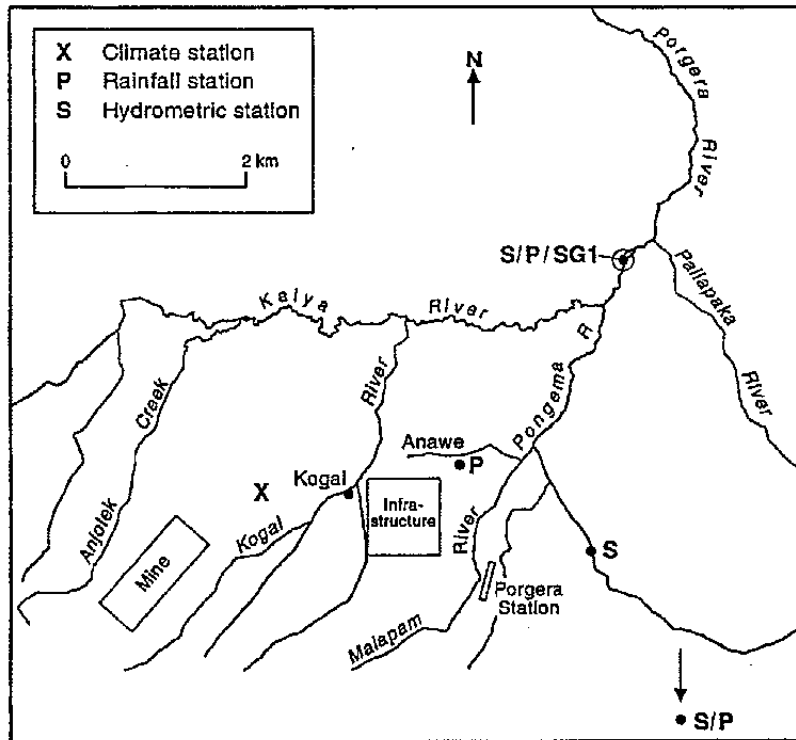 X Climate station
P Rainfall station
S Hydrometric station
0 2 km
N
Porgera
River
S/P/SG1
Pallapaka
River
Kaiya River
River
Creek
Anjolek
Pongema R
Anawe
P
Kogai
X
Infra-
structure
Kogai
Mine
River
S
Porgera
Station
Malapam
S/P